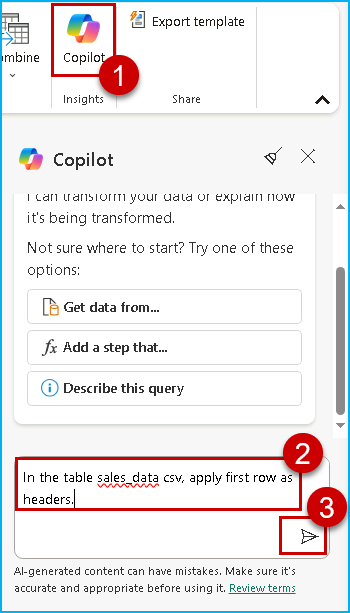 ombine
Copilot
Export template
1
Insights
Share
Copilot
I can transform your data or explain how
it's being transformed.
Not sure where to start? Try one of these
options:
Get data from...
fx Add a step that...
Describe this query
2
In the table sales_data csv, apply first row as
headers.
3
AI-generated content can have mistakes. Make sure it's
accurate and appropriate before using it. Review terms